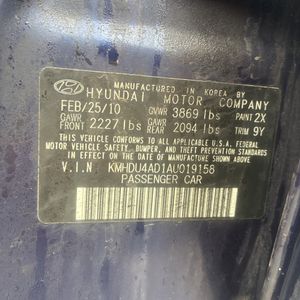 MANUFACTURED IN KOREA BY
HYUNDAI MOTOR COMPANY
FEB/25/10 GVWR 3869 lbs PAINT 2X
GAWR FRONT 2227 lbs GAWR REAR 2094 lbs TRIM 9Y
THIS VEHICLE CONFORMS TO ALL APPLICABLE U.S. FEDERAL
MOTOR VEHICLE SAFETY, BUMPER, AND THEFT PREVENTION
STANDARDS IN EFFECT ON THE DATE OF MANUFACTURE SHOWN ABOVE.
V.I.N KMHDU4AD1AU019158
PASSENGER CAR